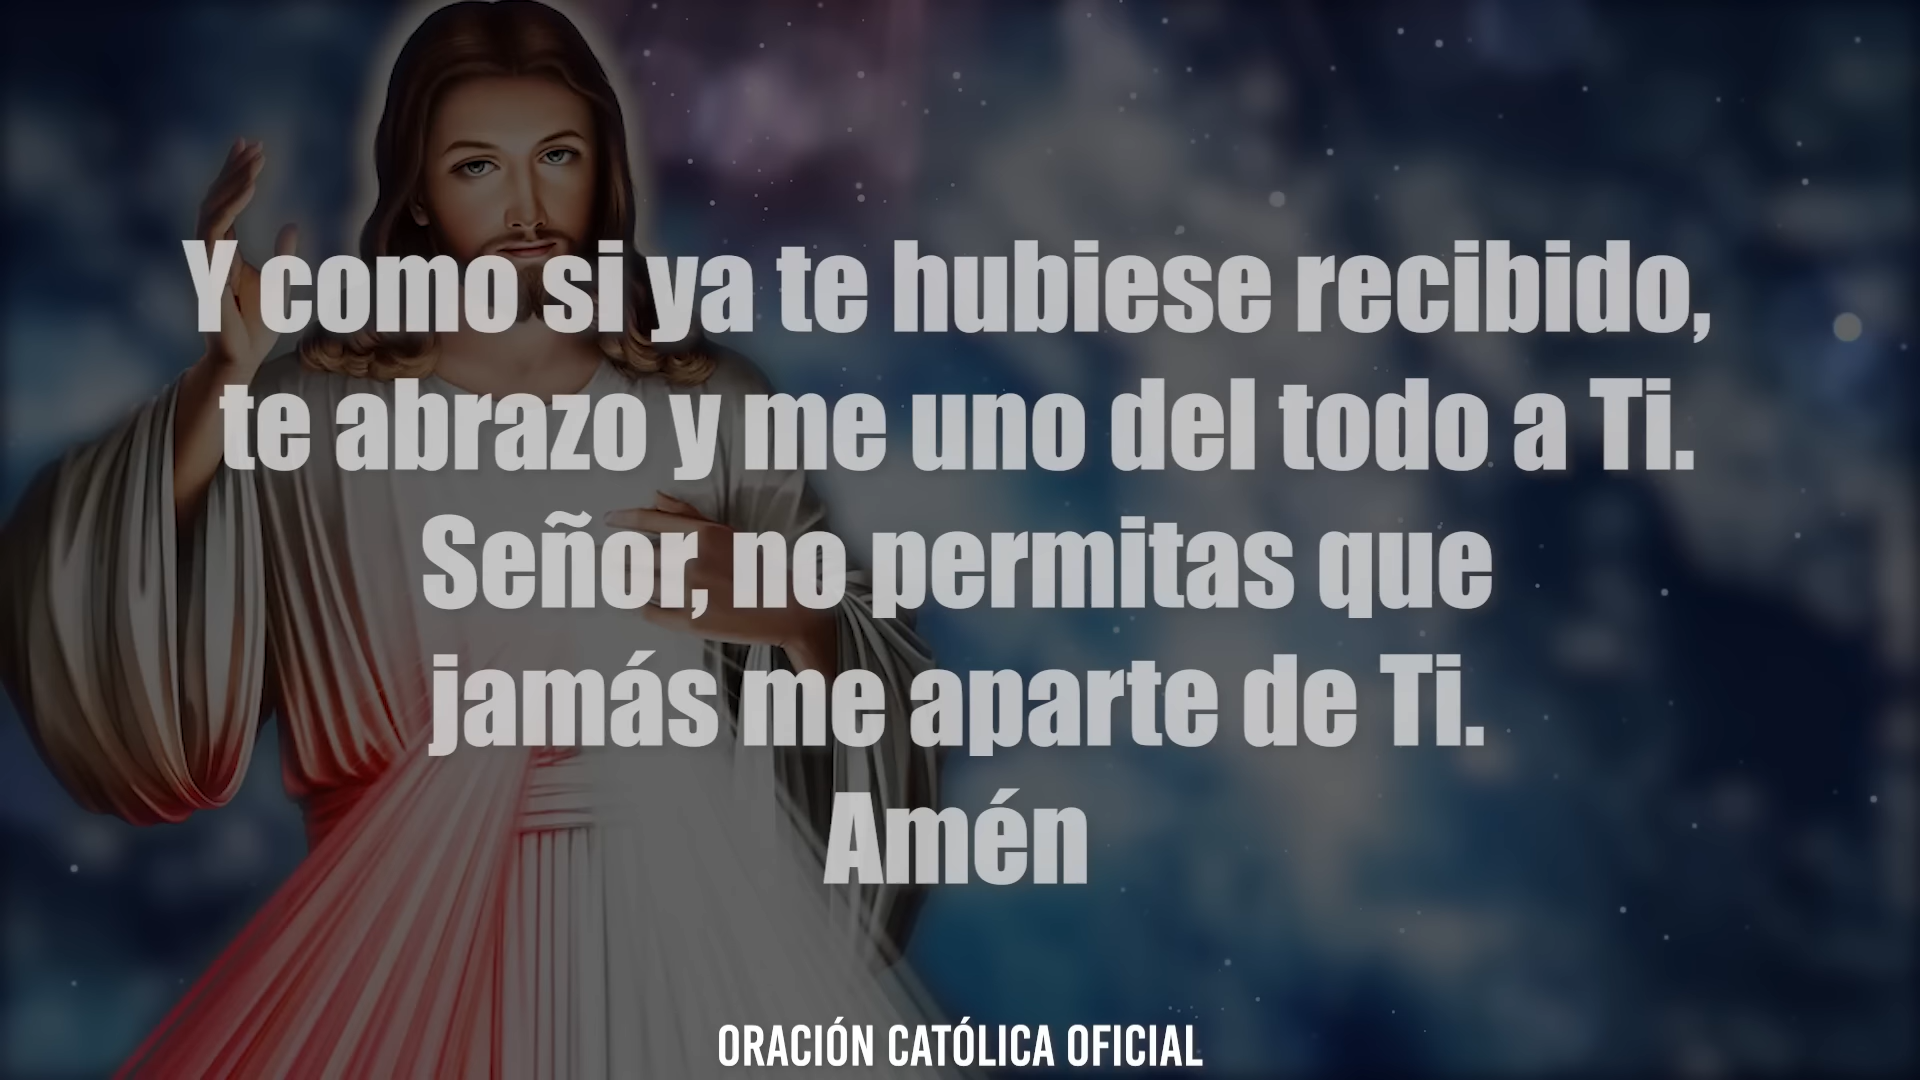 Y como si ya te hubiese recibido,
te abrazo y me uno del todo a Ti.
Señor, no permitas que
jamás me aparte de Ti.
Amén
ORACIÓN CATÓLICA OFICIAL